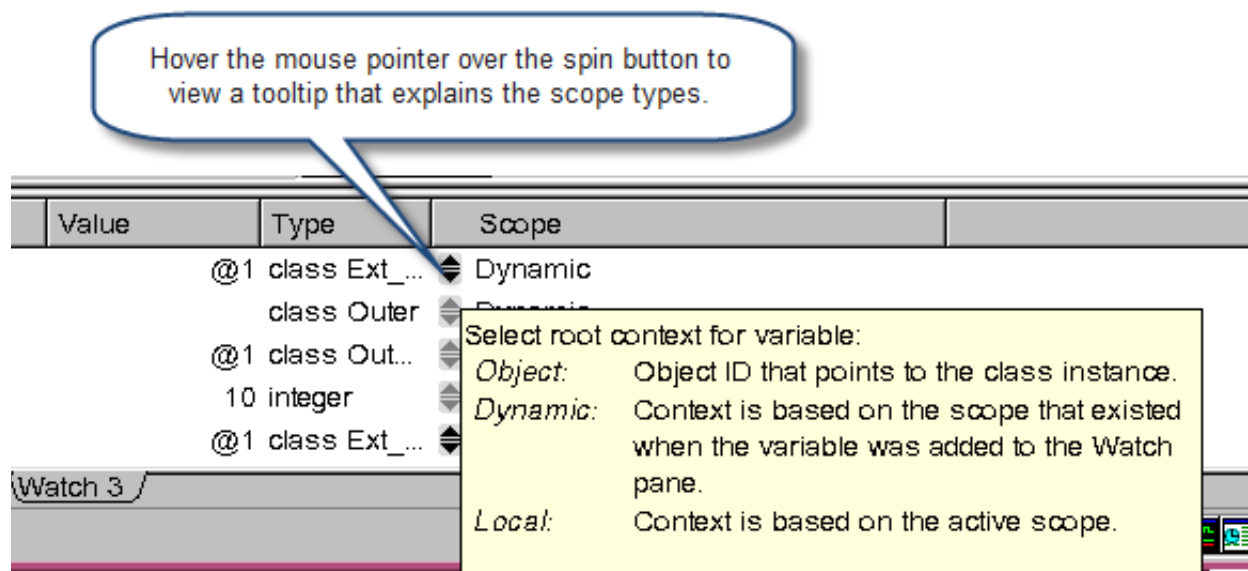 Hover the mouse pointer over the spin button to
view a tooltip that explains the scope types.
Value Type Scope
@1 class Ext_... Dynamic
class Outer Dynamic
@1 class Out...
10 integer
@1 class Ext_...
Select root context for variable:
Object: Object ID that points to the class instance.
Dynamic: Context is based on the scope that existed
when the variable was added to the Watch
pane.
Local: Context is based on the active scope.
Watch 3